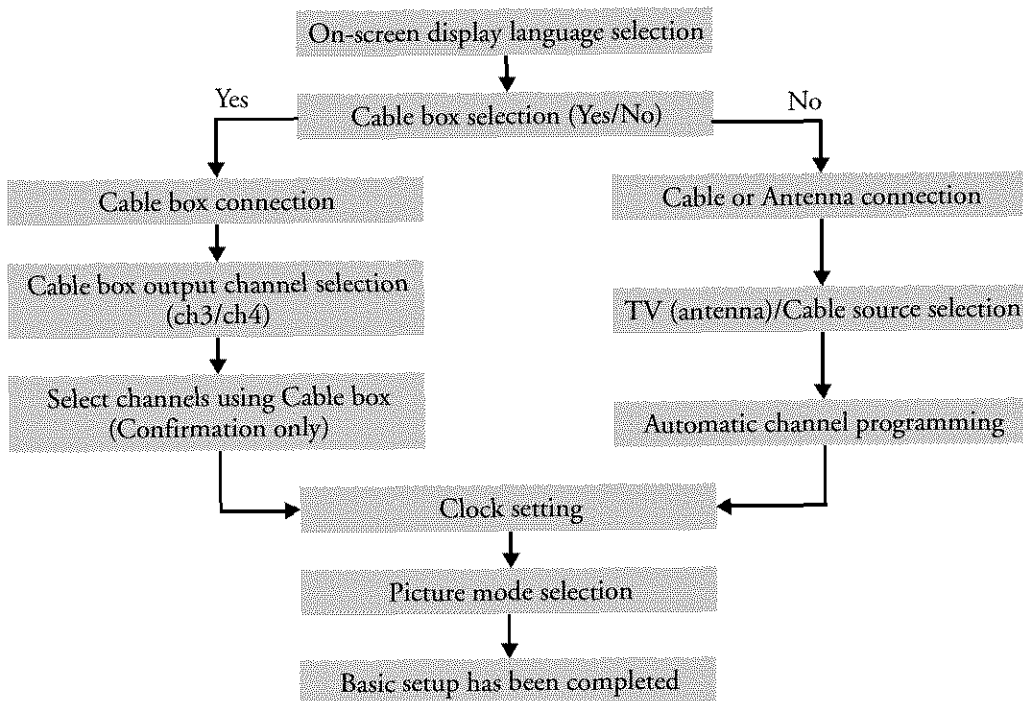 On-screen display language selection
Yes
Cable box selection (Yes/No)
No
Cable box connection
Cable box output channel selection
(ch3/ch4)
Select channels using Cable box
(Confirmation only)
Cable or Antenna connection
TV (antenna)/Cable source selection
Automatic channel programming
Clock setting
Picture mode selection
Basic setup has been completed